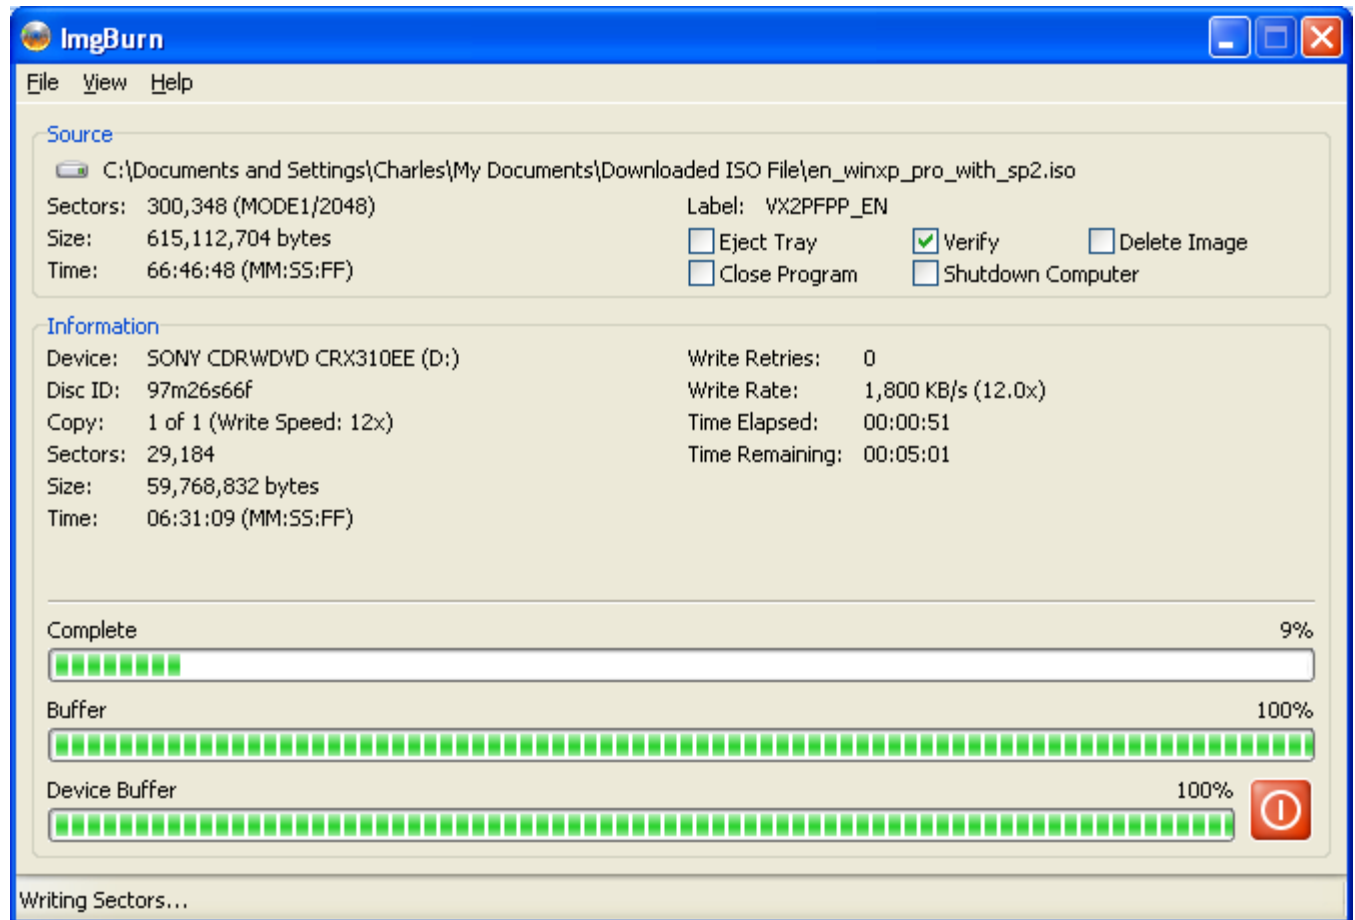 ImgBurn
File View Help
Source
C:\Documents and Settings\Charles\My Documents\Downloaded ISO File\en_winxp_pro_with_sp2.iso
Sectors: 300,348 (MODE1/2048) Label: VX2PFPP_EN
Size: 615,112,704 bytes Eject Tray Verify Delete Image
Time: 66:46:48 (MM:SS:FF) Close Program Shutdown Computer
Information
Device: SONY CDRWDVD CRX310EE (D:) Write Retries: 0
Disc ID: 97m26s66f Write Rate: 1,800 KB/s (12.0x)
Copy: 1 of 1 (Write Speed: 12x) Time Elapsed: 00:00:51
Sectors: 29,184 Time Remaining: 00:05:01
Size: 59,768,832 bytes
Time: 06:31:09 (MM:SS:FF)
Complete 9%
Buffer 100%
Device Buffer 100%
Writing Sectors...